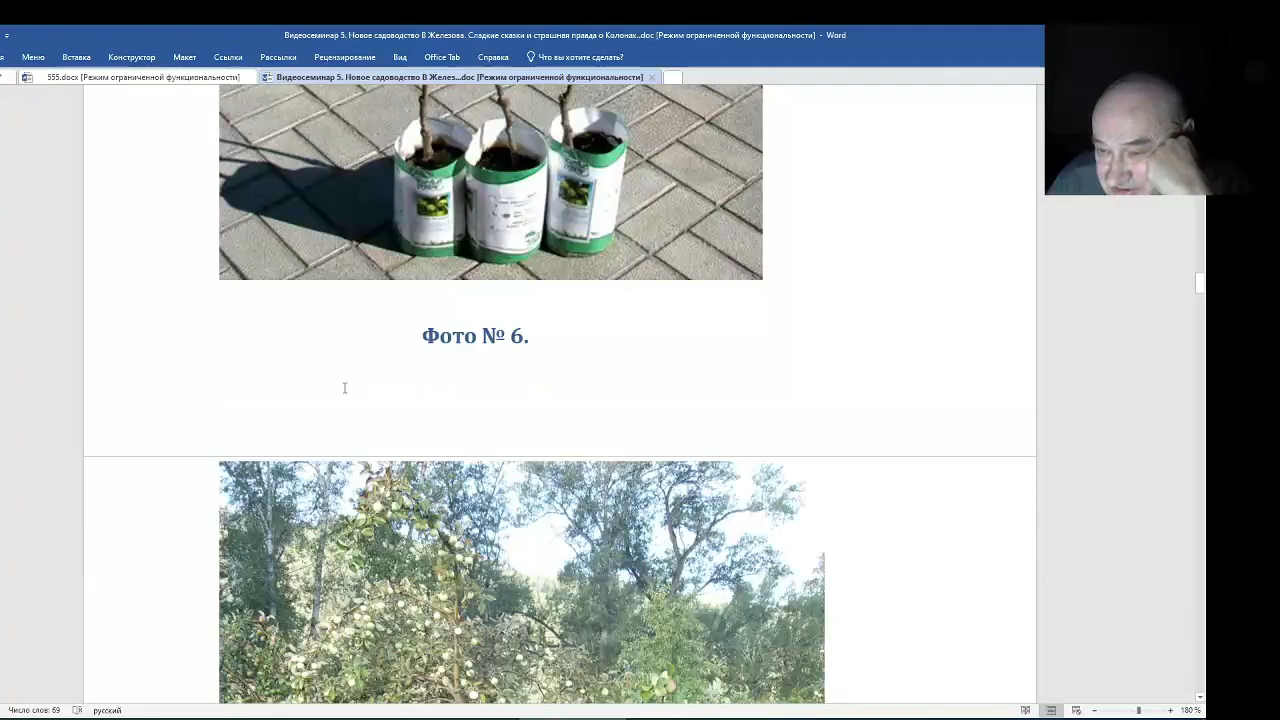 Видеосеминар 5. Новое садоводство В Железова. Сладкие сказки и страшная правда о Колонах..doc [Режим ограниченной функциональности] - Word
я Меню Вставка Конструктор Макет Ссылки Рассылки Рецензирование Вид Office Tab Справка Что вы хотите сделать?
555.docx [Режим ограниченной функциональности] Видеосеминар 5. Новое садоводство В Желез...doc [Режим ограниченной функциональности]
Фото № 6.
Число слов: 69 русский 180 %